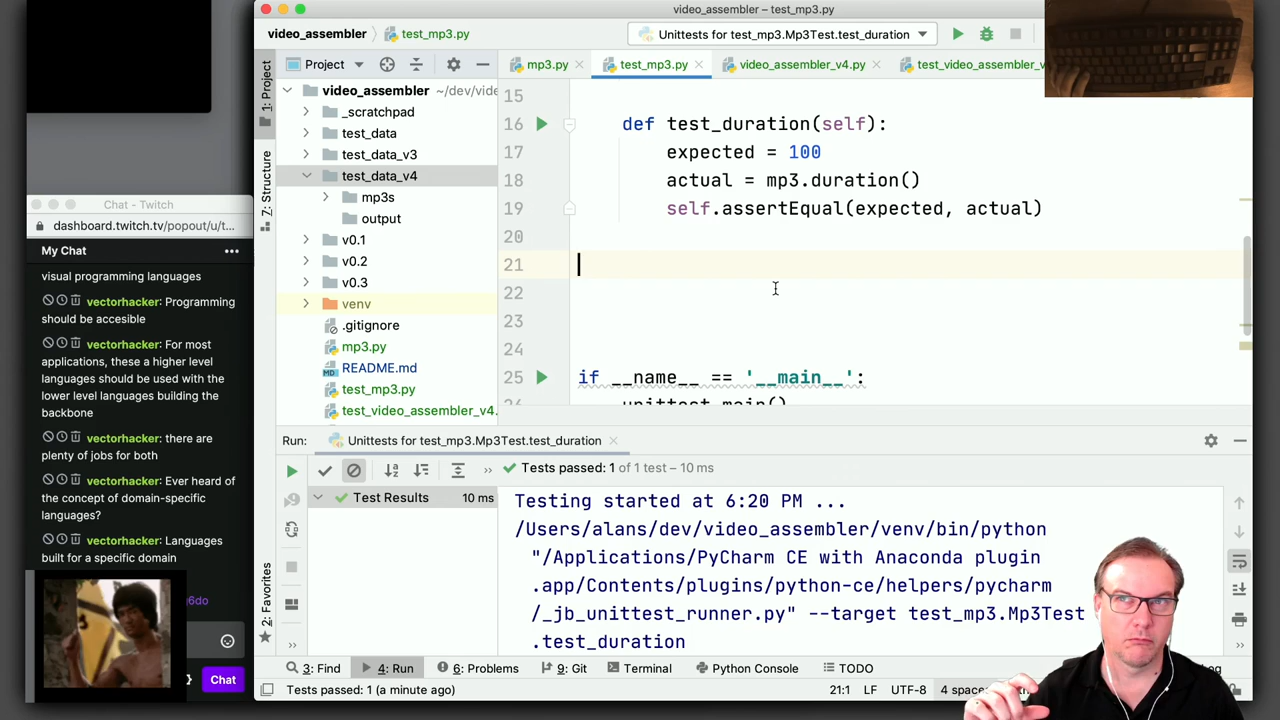 video_assembler – test_mp3.py
video_assembler
test_mp3.py
Unittests for test_mp3.Mp3Test.test_duration
1: Project
7: Structure
2: Favorites
Project
mp3.py
test_mp3.py
video_assembler_v4.py
test_video_assembler_v
video_assembler ~/dev/vide
_scratchpad
test_data
test_data_v3
test_data_v4
mp3s
output
v0.1
v0.2
v0.3
venv
.gitignore
mp3.py
README.md
test_mp3.py
test_video_assembler_v4.
15
16 def test_duration(self):
17 expected = 100
18 actual = mp3.duration()
19 self.assertEqual(expected, actual)
20
21
22
23
24
25 if __name__ == '__main__':
26 unittest.main()
Chat - Twitch
dashboard.twitch.tv/popout/u/t...
My Chat
visual programming languages
vectorhacker: Programming
should be accesible
vectorhacker: For most
applications, these a higher level
languages should be used with the
lower level languages building the
backbone
vectorhacker: there are
plenty of jobs for both
vectorhacker: Ever heard of
the concept of domain-specific
languages?
vectorhacker: Languages
built for a specific domain
g6do
Chat
Run:
Unittests for test_mp3.Mp3Test.test_duration
Tests passed: 1 of 1 test – 10 ms
Test Results 10 ms
Testing started at 6:20 PM ...
/Users/alans/dev/video_assembler/venv/bin/python
"/Applications/PyCharm CE with Anaconda plugin
.app/Contents/plugins/python-ce/helpers/pycharm
/_jb_unittest_runner.py" --target test_mp3.Mp3Test
.test_duration
3: Find
4: Run
6: Problems
9: Git
Terminal
Python Console
TODO
Tests passed: 1 (a minute ago)
21:1
LF
UTF-8
4 space